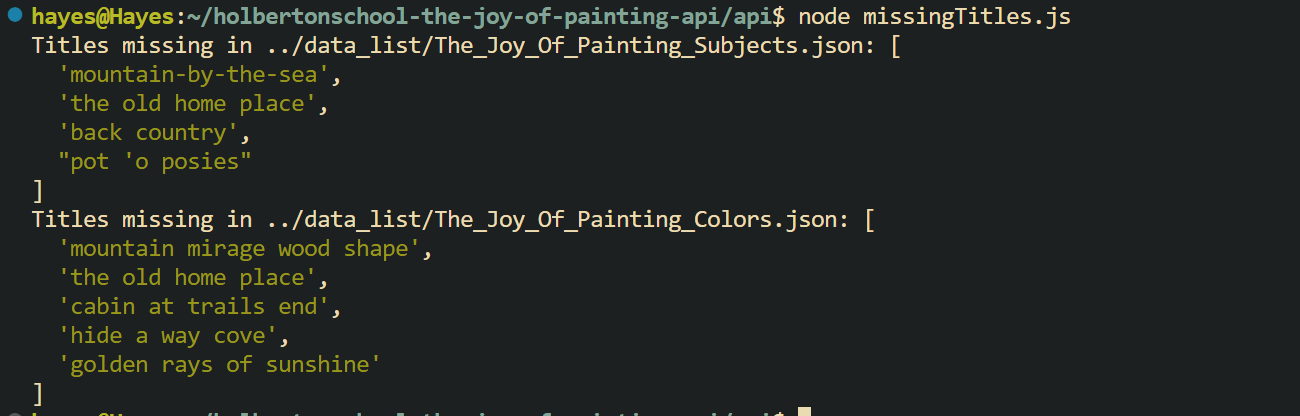 hayes@Hayes:~/holbertonschool-the-joy-of-painting-api/api$ node missingTitles.js
Titles missing in ../data_list/The_Joy_Of_Painting_Subjects.json: [
  'mountain-by-the-sea',
  'the old home place',
  'back country',
  "pot 'o posies"
]
Titles missing in ../data_list/The_Joy_Of_Painting_Colors.json: [
  'mountain mirage wood shape',
  'the old home place',
  'cabin at trails end',
  'hide a way cove',
  'golden rays of sunshine'
]